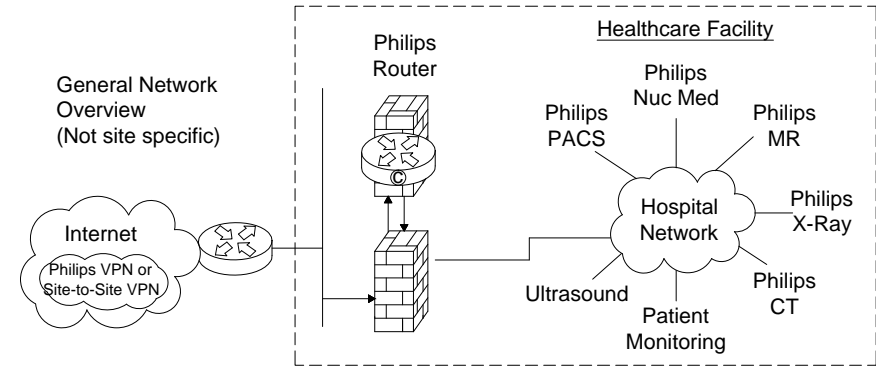 Healthcare Facility
Philips
Router
General Network
Overview
(Not site specific)
Philips
Nuc Med
Philips
PACS
Philips
MR
©
Internet
Philips VPN or
Site-to-Site VPN
Hospital
Network
Philips
X-Ray
Ultrasound
Philips
CT
Patient
Monitoring